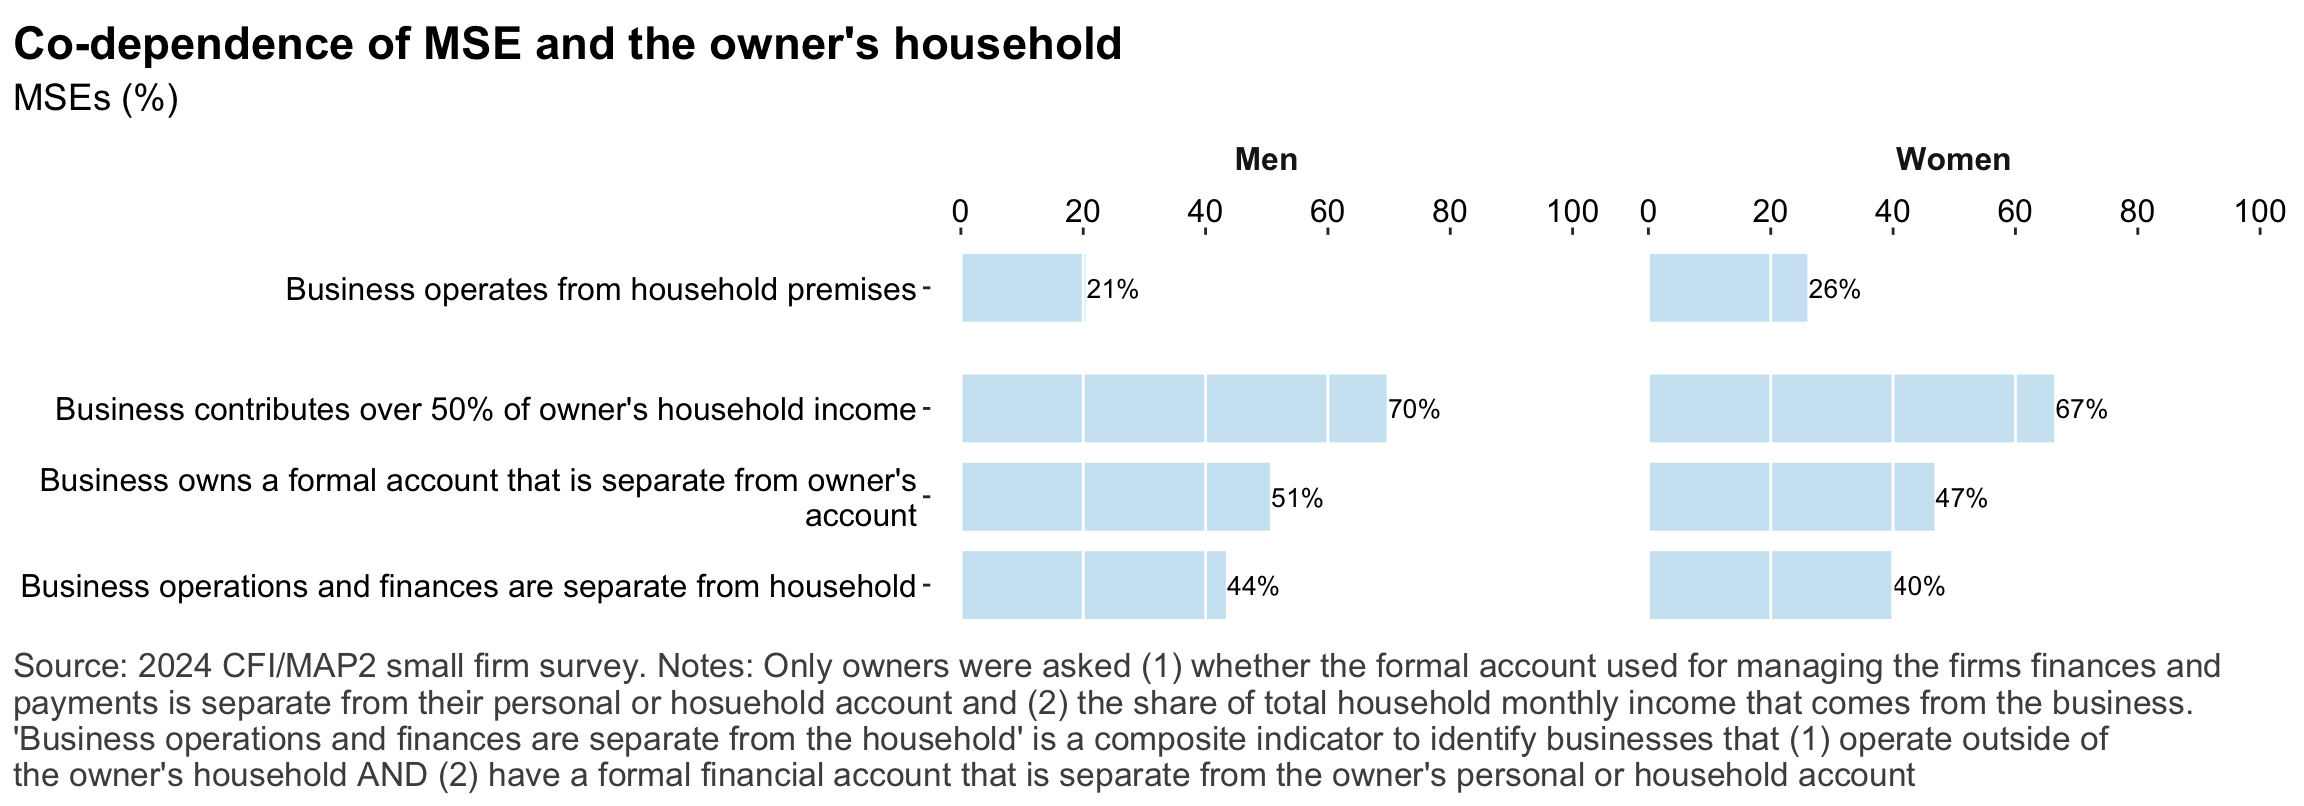 Co-dependence of MSE and the owner's household
MSEs (%)
Men
Women
0 20 40 60 80 100
0 20 40 60 80 100
Business operates from household premises
21%
26%
Business contributes over 50% of owner's household income
70%
67%
Business owns a formal account that is separate from owner's
account
51%
47%
Business operations and finances are separate from household
44%
40%
Source: 2024 CFI/MAP2 small firm survey. Notes: Only owners were asked (1) whether the formal account used for managing the firms finances and
payments is separate from their personal or hosuehold account and (2) the share of total household monthly income that comes from the business.
'Business operations and finances are separate from the household' is a composite indicator to identify businesses that (1) operate outside of
the owner's household AND (2) have a formal financial account that is separate from the owner's personal or household account